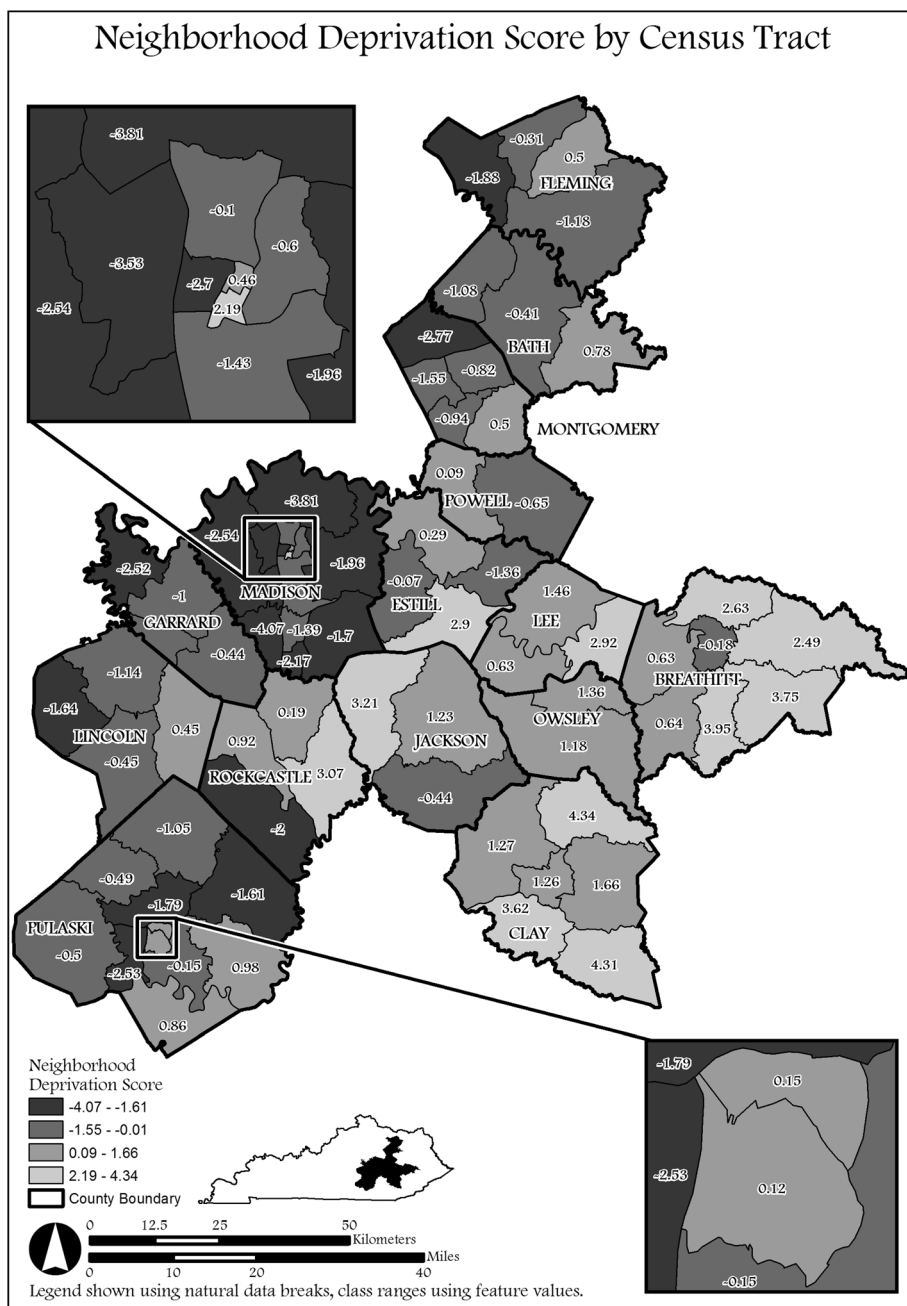 Neighborhood Deprivation Score by Census Tract
-3.81
-0.1
-3.53
-0.6
-2.7
0.46
-2.54
2.19
-1.43
-1.96
-0.31
0.5
-1.88
FLEMING
-1.18
-1.08
-0.41
-2.77
BATH
0.78
-0.82
-1.55
-0.94
0.5
MONTGOMERY
0.09
POWELL
-0.65
-3.81
-2.54
0.29
-1.96
-2.52
-0.07
-1.36
MADISON
ESTILL
1.46
-1
GARRARD
LEE
2.63
-4.07
-1.39
-1.7
2.9
-0.18
2.49
-0.44
-2.17
0.63
2.92
0.63
BREATHITT
-1.14
1.36
3.75
-1.64
3.21
OWSLEY
0.64
0.19
1.23
3.95
LINCOLN
0.45
0.92
JACKSON
1.18
-0.45
ROCKCASTLE
3.07
-0.44
-1.05
-2
4.34
1.27
-0.49
-1.61
1.26
1.66
-1.79
3.62
PULASKI
CLAY
-0.5
-0.15
0.98
4.31
-2.53
0.86
-1.79
0.15
-2.53
0.12
-0.15
Neighborhood
Deprivation Score
-4.07 - -1.61
-1.55 - -0.01
0.09 - 1.66
2.19 - 4.34
County Boundary
0 12.5 25 50
Kilometers
Miles
0 10 20 40
Legend shown using natural data breaks, class ranges using feature values.